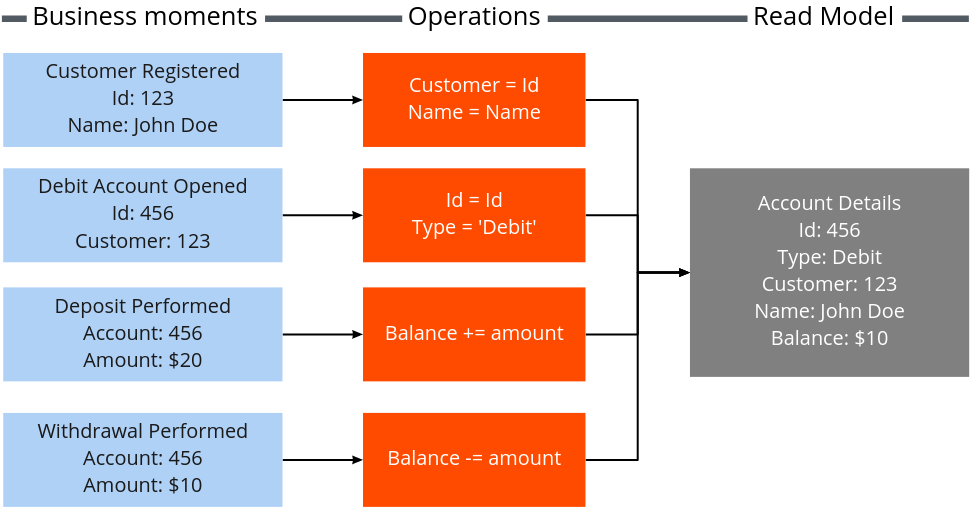 Business moments
Operations
Read Model
Customer Registered
Id: 123
Name: John Doe
Customer = Id
Name = Name
Debit Account Opened
Id: 456
Customer: 123
Id = Id
Type = 'Debit'
Deposit Performed
Account: 456
Amount: $20
Balance += amount
Withdrawal Performed
Account: 456
Amount: $10
Balance -= amount
Account Details
Id: 456
Type: Debit
Customer: 123
Name: John Doe
Balance: $10